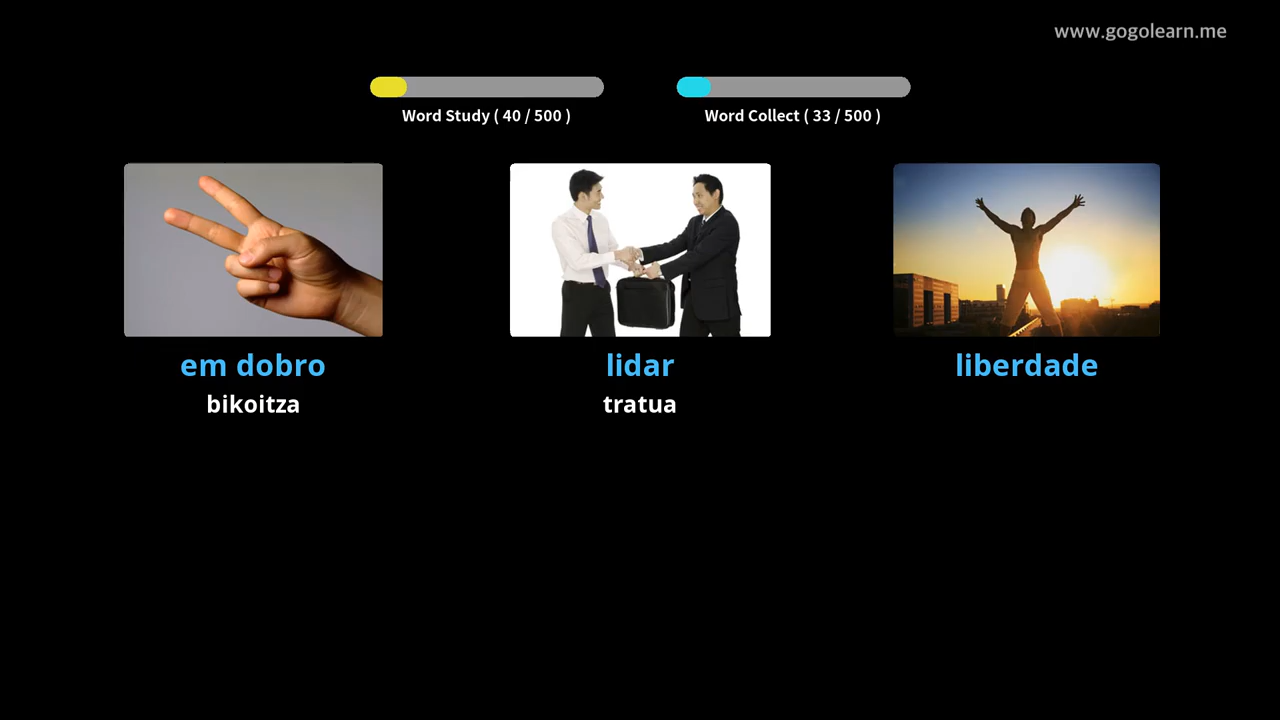 www.gogolearn.me
Word Study ( 40 / 500 )
Word Collect ( 33 / 500 )
em dobro
lidar
liberdade
bikoitza
tratua